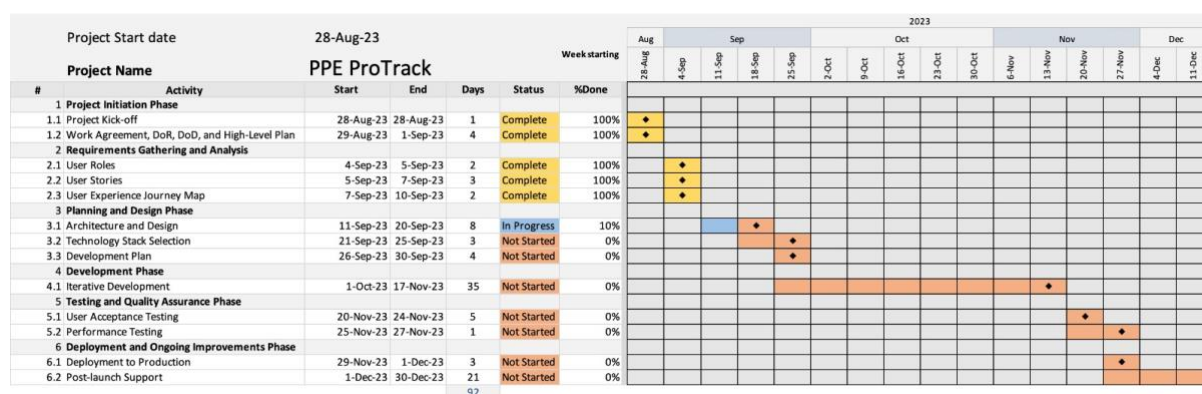 2023
Project Start date 28-Aug-23 Aug Sep Oct Nov Dec
Project Name PPE ProTrack Week starting 28-Aug 4-Sep 11-Sep 18-Sep 25-Sep 2-Oct 9-Oct 16-Oct 23-Oct 30-Oct 6-Nov 13-Nov 20-Nov 27-Nov 4-Dec 11-Dec
# Activity Start End Days Status %Done
1 Project Initiation Phase
1.1 Project Kick-off 28-Aug-23 28-Aug-23 1 Complete 100%
1.2 Work Agreement, DoR, DoD, and High-Level Plan 29-Aug-23 1-Sep-23 4 Complete 100%
2 Requirements Gathering and Analysis
2.1 User Roles 4-Sep-23 5-Sep-23 2 Complete 100%
2.2 User Stories 5-Sep-23 7-Sep-23 3 Complete 100%
2.3 User Experience Journey Map 7-Sep-23 10-Sep-23 2 Complete 100%
3 Planning and Design Phase
3.1 Architecture and Design 11-Sep-23 20-Sep-23 8 In Progress 10%
3.2 Technology Stack Selection 21-Sep-23 25-Sep-23 3 Not Started 0%
3.3 Development Plan 26-Sep-23 30-Sep-23 4 Not Started 0%
4 Development Phase
4.1 Iterative Development 1-Oct-23 17-Nov-23 35 Not Started 0%
5 Testing and Quality Assurance Phase
5.1 User Acceptance Testing 20-Nov-23 24-Nov-23 5 Not Started 0%
5.2 Performance Testing 25-Nov-23 27-Nov-23 1 Not Started 0%
6 Deployment and Ongoing Improvements Phase
6.1 Deployment to Production 29-Nov-23 1-Dec-23 3 Not Started 0%
6.2 Post-launch Support 1-Dec-23 30-Dec-23 21 Not Started 0%
92